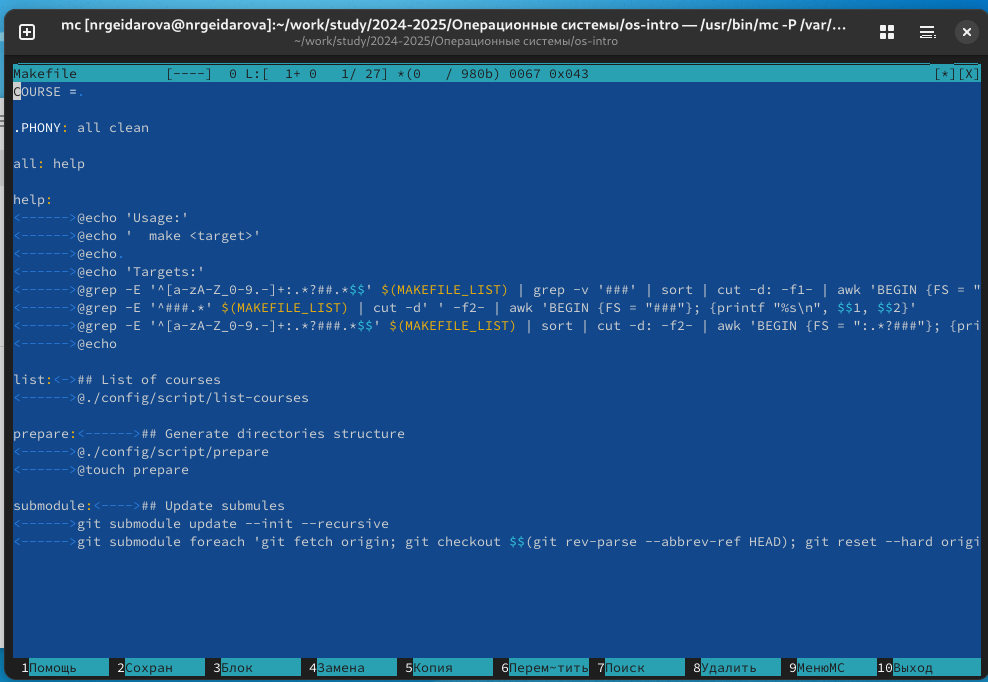 mc [nrgeidarova@nrgeidarova]:~/work/study/2024-2025/Операционные системы/os-intro — /usr/bin/mc -P /var/…
~/work/study/2024-2025/Операционные системы/os-intro
Makefile [----] 0 L:[ 1+ 0 1/ 27] *(0 / 980b) 0067 0x043 [*][X]
COURSE =.
.PHONY: all clean
all: help
help:
<------>@echo 'Usage:'
<------>@echo '  make <target>'
<------>@echo.
<------>@echo 'Targets:'
<------>@grep -E '^[a-zA-Z_0-9.-]+:.*?##.*$$' $(MAKEFILE_LIST) | grep -v '###' | sort | cut -d: -f1- | awk 'BEGIN {FS = "
<------>@grep -E '^###.*' $(MAKEFILE_LIST) | cut -d' ' -f2- | awk 'BEGIN {FS = "###"}; {printf "%s\n", $$1, $$2}'
<------>@grep -E '^[a-zA-Z_0-9.-]+:.*?###.*$$' $(MAKEFILE_LIST) | sort | cut -d: -f2- | awk 'BEGIN {FS = ":.*?###"}; {pri
<------>@echo
list:<->## List of courses
<------>@./config/script/list-courses
prepare:<------>## Generate directories structure
<------>@./config/script/prepare
<------>@touch prepare
submodule:<---->## Update submules
<------>git submodule update --init --recursive
<------>git submodule foreach 'git fetch origin; git checkout $$(git rev-parse --abbrev-ref HEAD); git reset --hard origi
1Помощь 2Сохран 3Блок 4Замена 5Копия 6Перем~тить 7Поиск 8Удалить 9МенюMC 10Выход